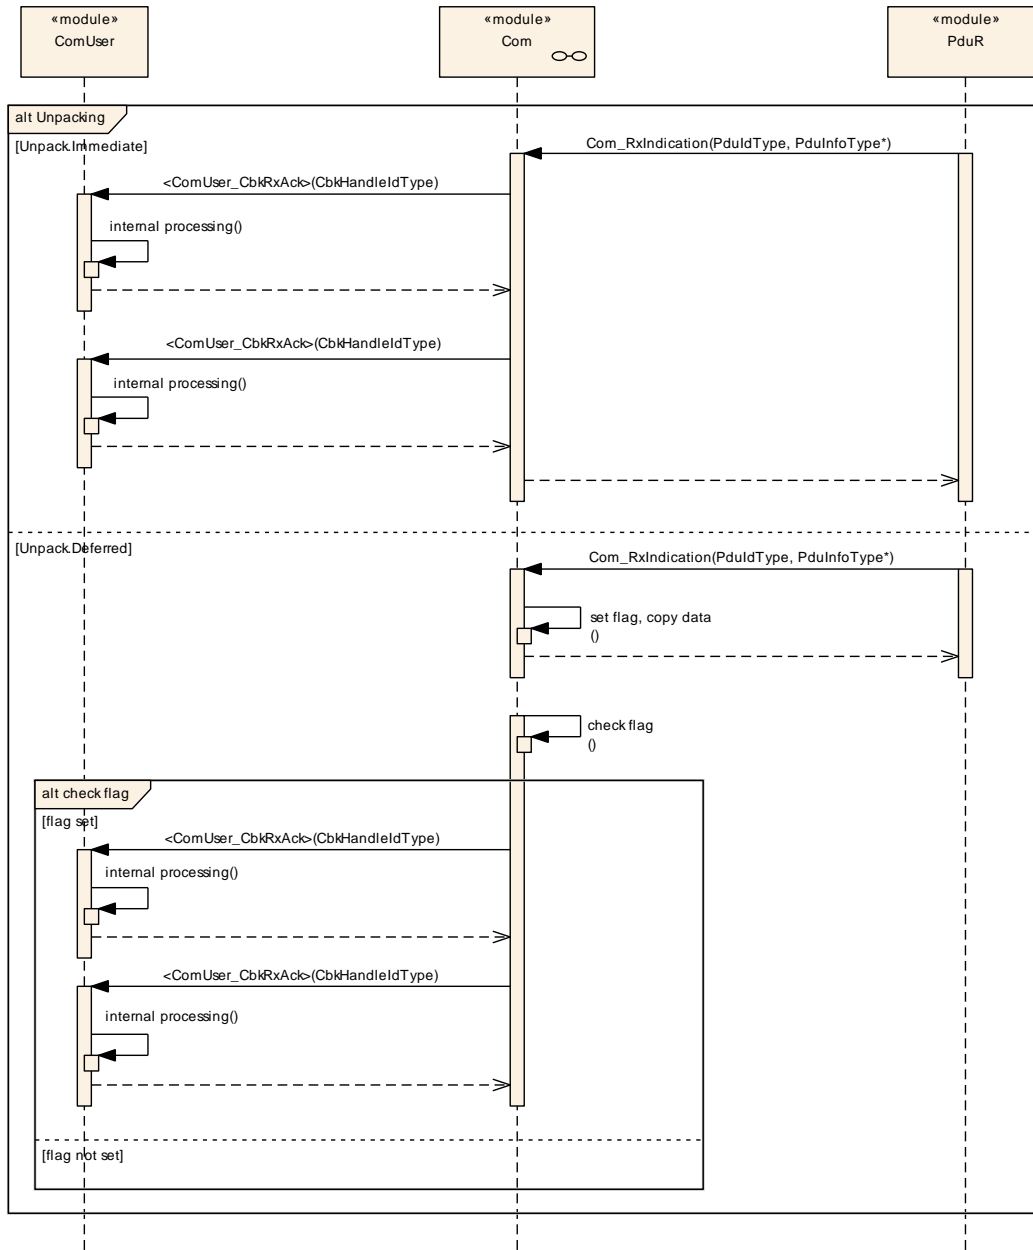 «module»
ComUser
«module»
Com
«module»
PduR
alt Unpacking
[Unpack.Immediate]
Com_RxIndication(PduIdType, PduInfoType*)
<ComUser_CbkRxAck>(CbkHandleIdType)
internal processing()
<ComUser_CbkRxAck>(CbkHandleIdType)
internal processing()
[Unpack.Deferred]
Com_RxIndication(PduIdType, PduInfoType*)
set flag, copy data
()
check flag
()
alt check flag
[flag set]
<ComUser_CbkRxAck>(CbkHandleIdType)
internal processing()
<ComUser_CbkRxAck>(CbkHandleIdType)
internal processing()
[flag not set]